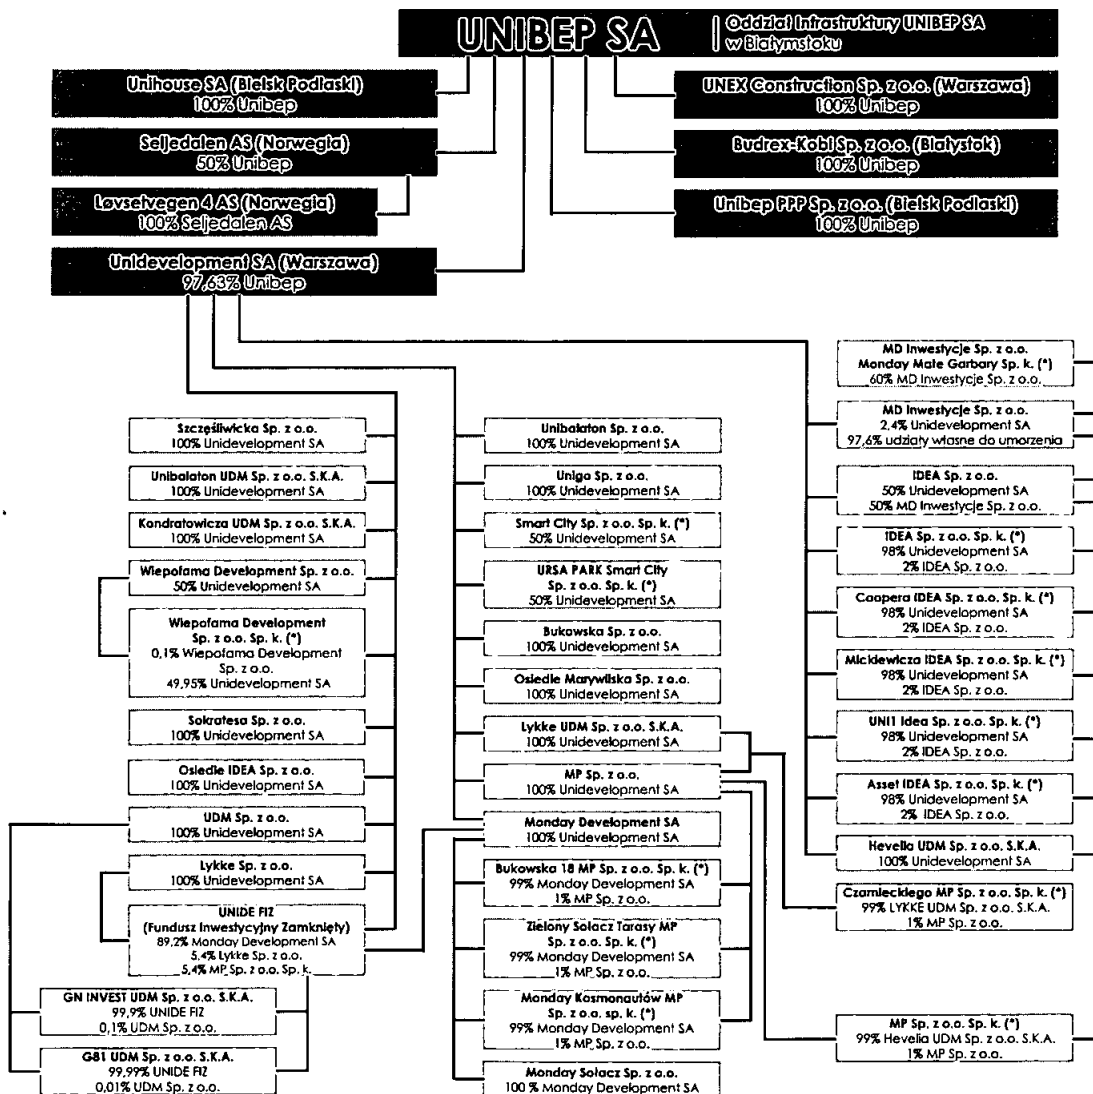 UNIBEP SA
Oddział Infrastruktury UNIBEP SA
w Białymstoku
Unihouse SA (Bielsk Podlaski)
100% Unibep
Seljedalen AS (Norwegia)
50% Unibep
Løvselvegen 4 AS (Norwegia)
100% Seljedalen AS
Unidevelopment SA (Warszawa)
97,63% Unibep
UNEX Construction Sp. z o.o. (Warszawa)
100% Unibep
Budrex-Kobi Sp. z o.o. (Białystok)
100% Unibep
Unibep PPP Sp. z o.o. (Bielsk Podlaski)
100% Unibep
Szczęśliwicka Sp. z o.o.
100% Unidevelopment SA
Unibalaton UDM Sp. z o.o. S.K.A.
100% Unidevelopment SA
Kondratowicza UDM Sp. z o.o. S.K.A.
100% Unidevelopment SA
Wiepofama Development Sp. z o.o.
50% Unidevelopment SA
Wiepofama Development
Sp. z o.o. Sp. k. (*)
0,1% Wiepofama Development
Sp. z o.o.
49,95% Unidevelopment SA
Sokratesa Sp. z o.o.
100% Unidevelopment SA
Osiedle IDEA Sp. z o.o.
100% Unidevelopment SA
UDM Sp. z o.o.
100% Unidevelopment SA
Lykke Sp. z o.o.
100% Unidevelopment SA
UNIDE FIZ
(Fundusz Inwestycyjny Zamknięty)
89,2% Monday Development SA
5,4% Lykke Sp. z o.o.
5,4% MP Sp. z o.o. Sp. k.
GN INVEST UDM Sp. z o.o. S.K.A.
99,9% UNIDE FIZ
0,1% UDM Sp. z o.o.
G81 UDM Sp. z o.o. S.K.A.
99,99% UNIDE FIZ
0,01% UDM Sp. z o.o.
Unibalaton Sp. z o.o.
100% Unidevelopment SA
Unigo Sp. z o.o.
100% Unidevelopment SA
Smart City Sp. z o.o. Sp. k. (*)
50% Unidevelopment SA
URSA PARK Smart City
Sp. z o.o. Sp. k. (*)
50% Unidevelopment SA
Bukowska Sp. z o.o.
100% Unidevelopment SA
Osiedle Marywilska Sp. z o.o.
100% Unidevelopment SA
Lykke UDM Sp. z o.o. S.K.A.
100% Unidevelopment SA
MP Sp. z o.o.
100% Unidevelopment SA
Monday Development SA
100% Unidevelopment SA
Bukowska 18 MP Sp. z o.o. Sp. k. (*)
99% Monday Development SA
1% MP Sp. z o.o.
Zielony Sołacz Tarasy MP
Sp. z o.o. Sp. k. (*)
99% Monday Development SA
1% MP Sp. z o.o.
Monday Kosmonautów MP
Sp. z o.o. sp. k. (*)
99% Monday Development SA
1% MP Sp. z o.o.
Monday Sołacz Sp. z o.o.
100 % Monday Development SA
MD Inwestycje Sp. z o.o.
Monday Małe Garbary Sp. k. (*)
60% MD Inwestycje Sp. z o.o.
MD Inwestycje Sp. z o.o.
2,4% Unidevelopment SA
97,6% udziały własne do umorzenia
IDEA Sp. z o.o.
50% Unidevelopment SA
50% MD Inwestycje Sp. z o.o.
IDEA Sp. z o.o. Sp. k. (*)
98% Unidevelopment SA
2% IDEA Sp. z o.o.
Coopera IDEA Sp. z o.o. Sp. k. (*)
98% Unidevelopment SA
2% IDEA Sp. z o.o.
Mickiewicza IDEA Sp. z o.o. Sp. k. (*)
98% Unidevelopment SA
2% IDEA Sp. z o.o.
UNI1 Idea Sp. z o.o. Sp. k. (*)
98% Unidevelopment SA
2% IDEA Sp. z o.o.
Asset IDEA Sp. z o.o. Sp. k. (*)
98% Unidevelopment SA
2% IDEA Sp. z o.o.
Hevelia UDM Sp. z o.o. S.K.A.
100% Unidevelopment SA
Czarnieckiego MP Sp. z o.o. Sp. k. (*)
99% LYKKE UDM Sp. z o.o. S.K.A.
1% MP Sp. z o.o.
MP Sp. z o.o. Sp. k. (*)
99% Hevelia UDM Sp. z o.o. S.K.A.
1% MP Sp. z o.o.